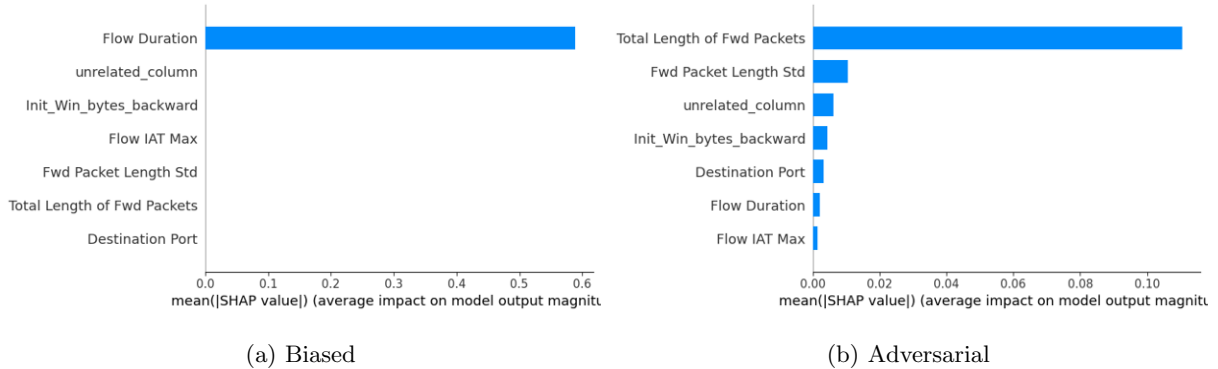 Flow Duration
unrelated_column
Init_Win_bytes_backward
Flow IAT Max
Fwd Packet Length Std
Total Length of Fwd Packets
Destination Port
0.0 0.1 0.2 0.3 0.4 0.5 0.6
mean(|SHAP value|) (average impact on model output magnitu
(a) Biased
Total Length of Fwd Packets
Fwd Packet Length Std
unrelated_column
Init_Win_bytes_backward
Destination Port
Flow Duration
Flow IAT Max
0.00 0.02 0.04 0.06 0.08 0.10
mean(|SHAP value|) (average impact on model output magnitu
(b) Adversarial